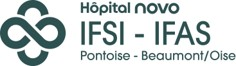 Hôpital novo
IFSI - IFAS
Pontoise - Beaumont/Oise